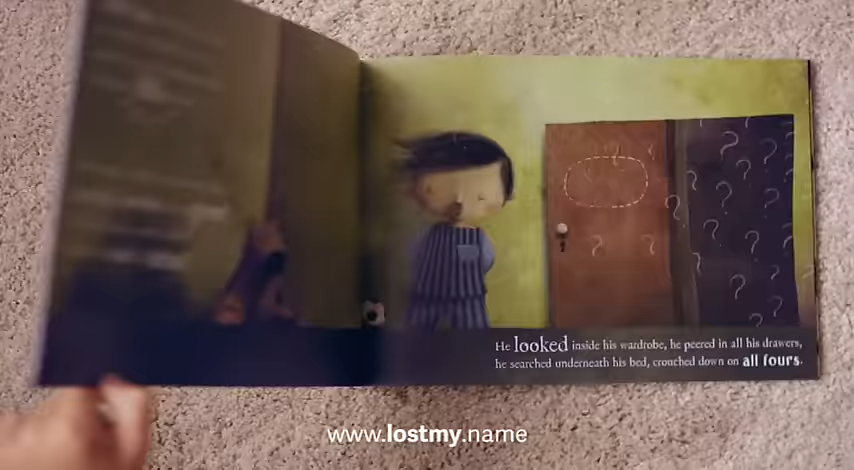 He looked inside his wardrobe, he peered in all his drawers,
he searched underneath his bed, crouched down on all fours.
www.lostmy.name